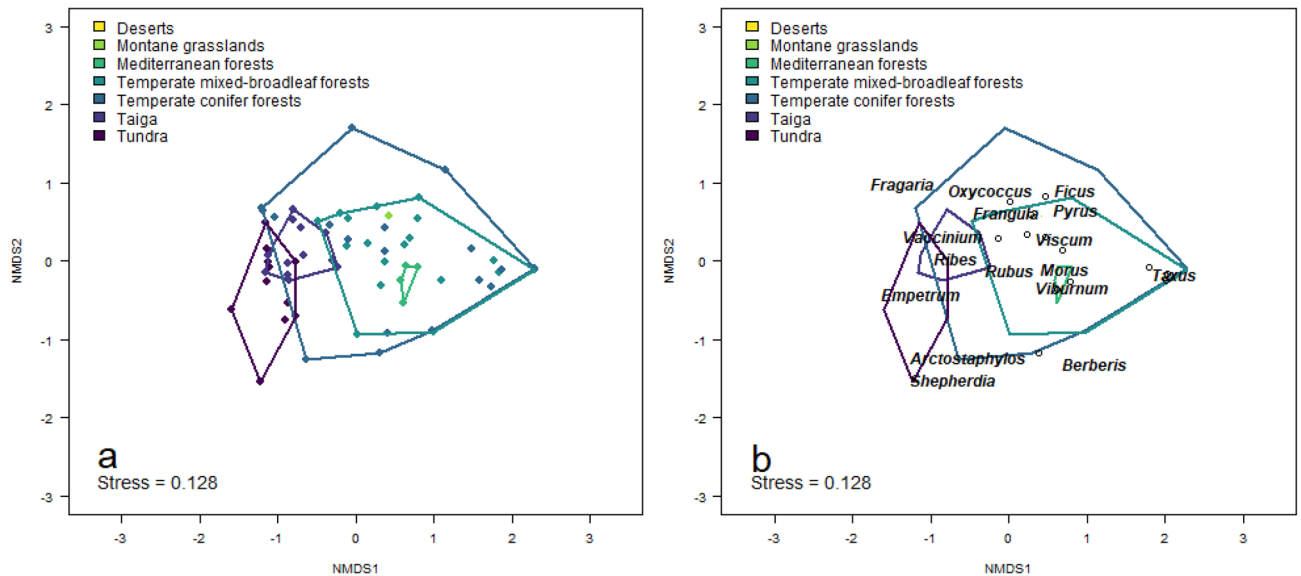 3
2
1
0
-1
-2
-3
NMDS2
Deserts
Montane grasslands
Mediterranean forests
Temperate mixed-broadleaf forests
Temperate conifer forests
Taiga
Tundra
a
Stress = 0.128
-3 -2 -1 0 1 2 3
NMDS1
3
2
1
0
-1
-2
-3
NMDS2
Deserts
Montane grasslands
Mediterranean forests
Temperate mixed-broadleaf forests
Temperate conifer forests
Taiga
Tundra
Fragaria
Oxycoccus Ficus
Frangula Pyrus
Vaccinium Viscum
Ribes
Rubus Morus Taxus
Empetrum Viburnum
Arctostaphylos Berberis
Shepherdia
b
Stress = 0.128
-3 -2 -1 0 1 2 3
NMDS1